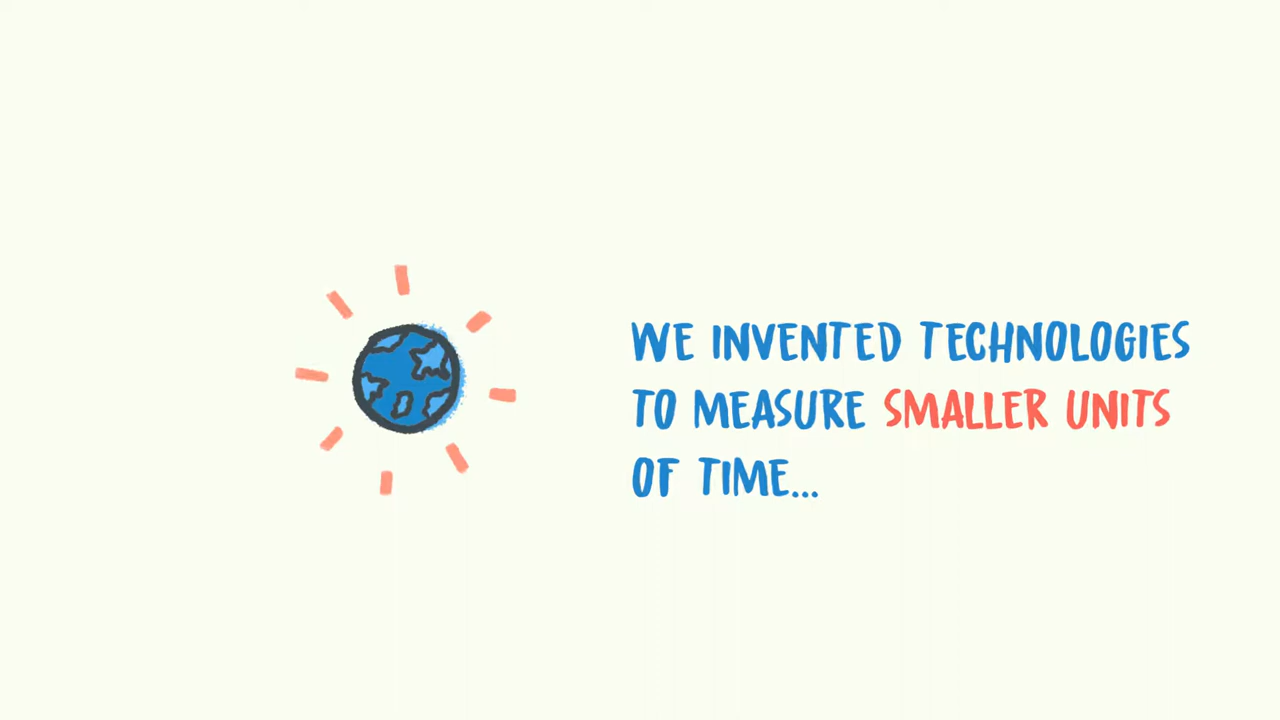 WE INVENTED TECHNOLOGIES
TO MEASURE SMALLER UNITS
OF TIME...